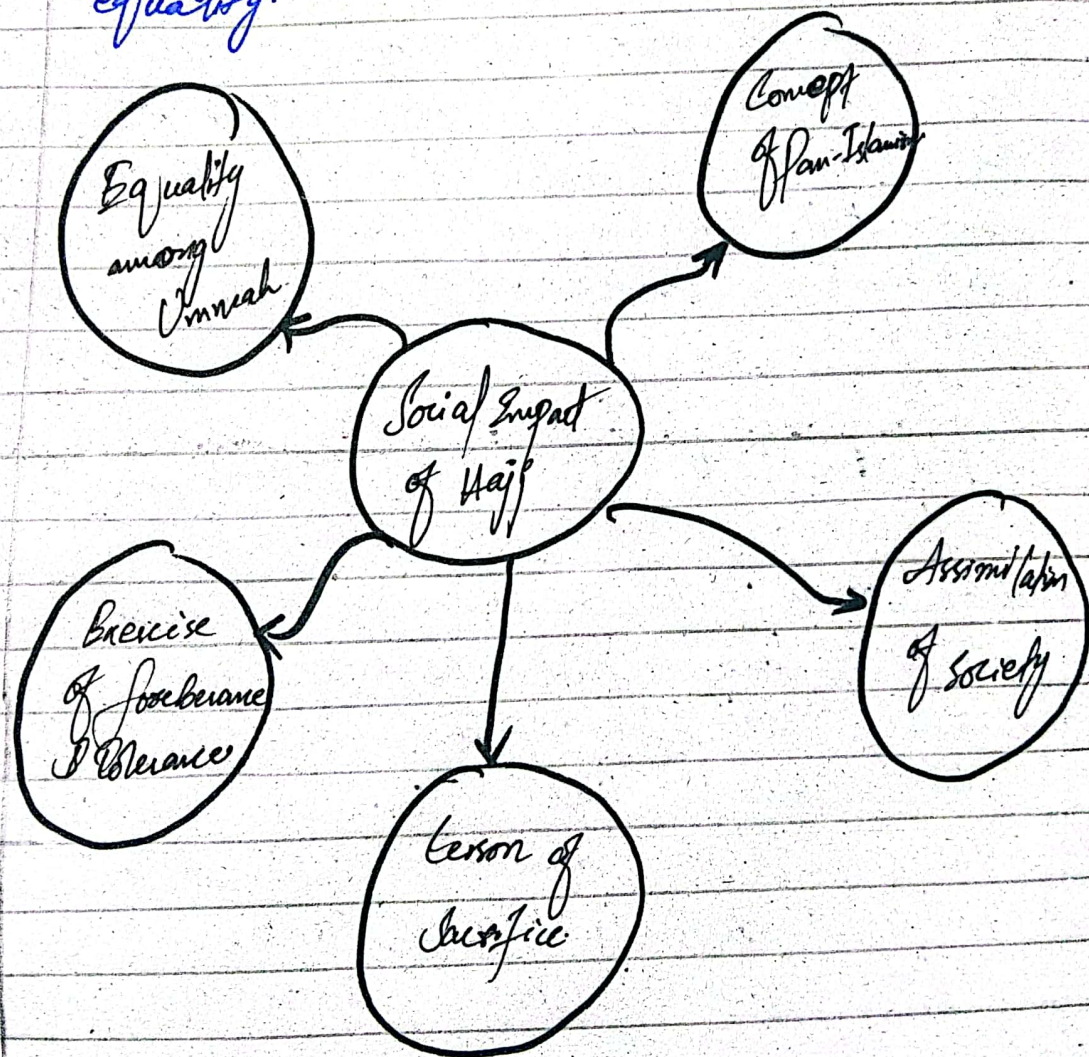 equality.
Concept
of Pan-Islamism
Equality
among
Ummah
Social Impact
of Hajj
Assimilation
of society
Exercise
of forebearance
& Tolerance
Lesson of
Sacrifice